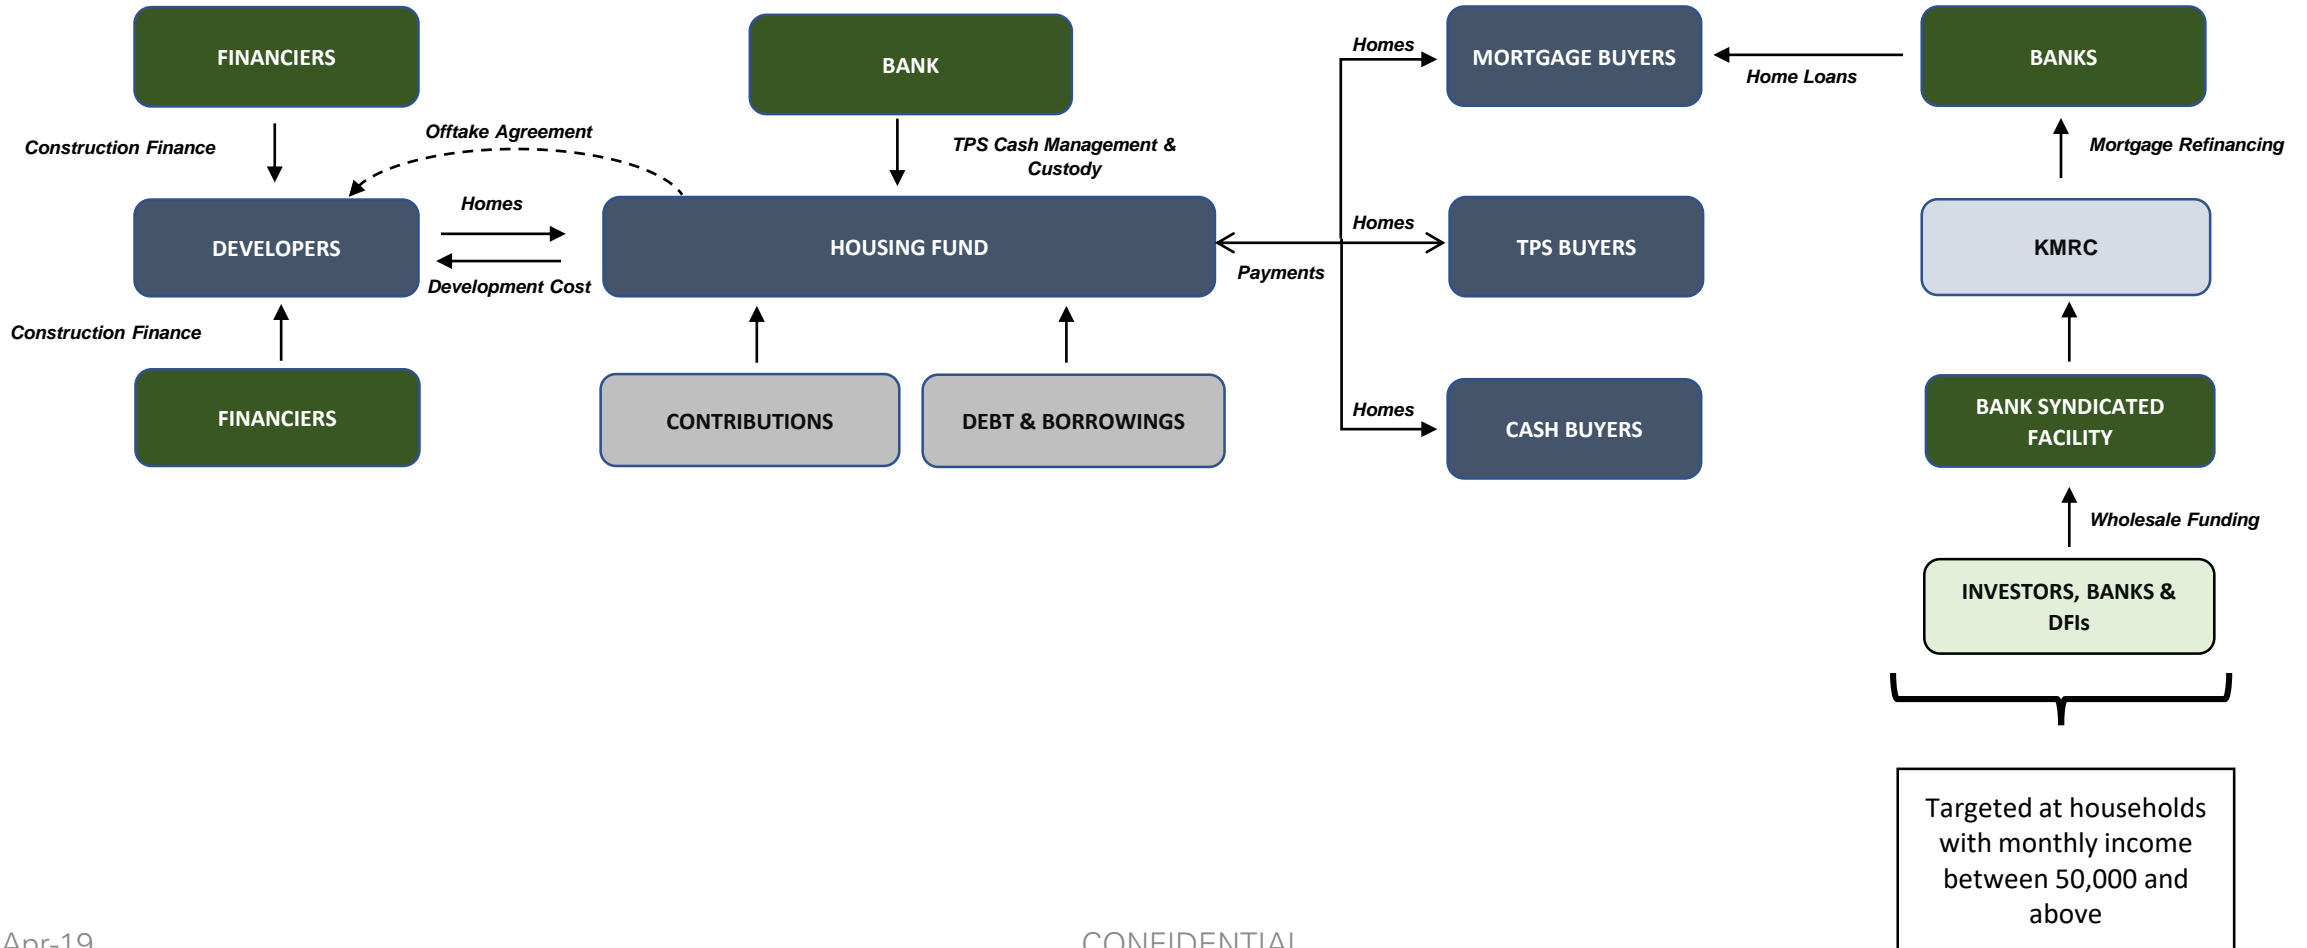 FINANCIERS
BANK
Homes
MORTGAGE BUYERS
Home Loans
BANKS
Construction Finance
Offtake Agreement
TPS Cash Management &
Custody
Mortgage Refinancing
DEVELOPERS
Homes
Development Cost
HOUSING FUND
Payments
Homes
TPS BUYERS
KMRC
Construction Finance
FINANCIERS
CONTRIBUTIONS
DEBT & BORROWINGS
Homes
CASH BUYERS
BANK SYNDICATED
FACILITY
Wholesale Funding
INVESTORS, BANKS &
DFIs
Targeted at households
with monthly income
between 50,000 and
above
Apr-19
CONFIDENTIAL